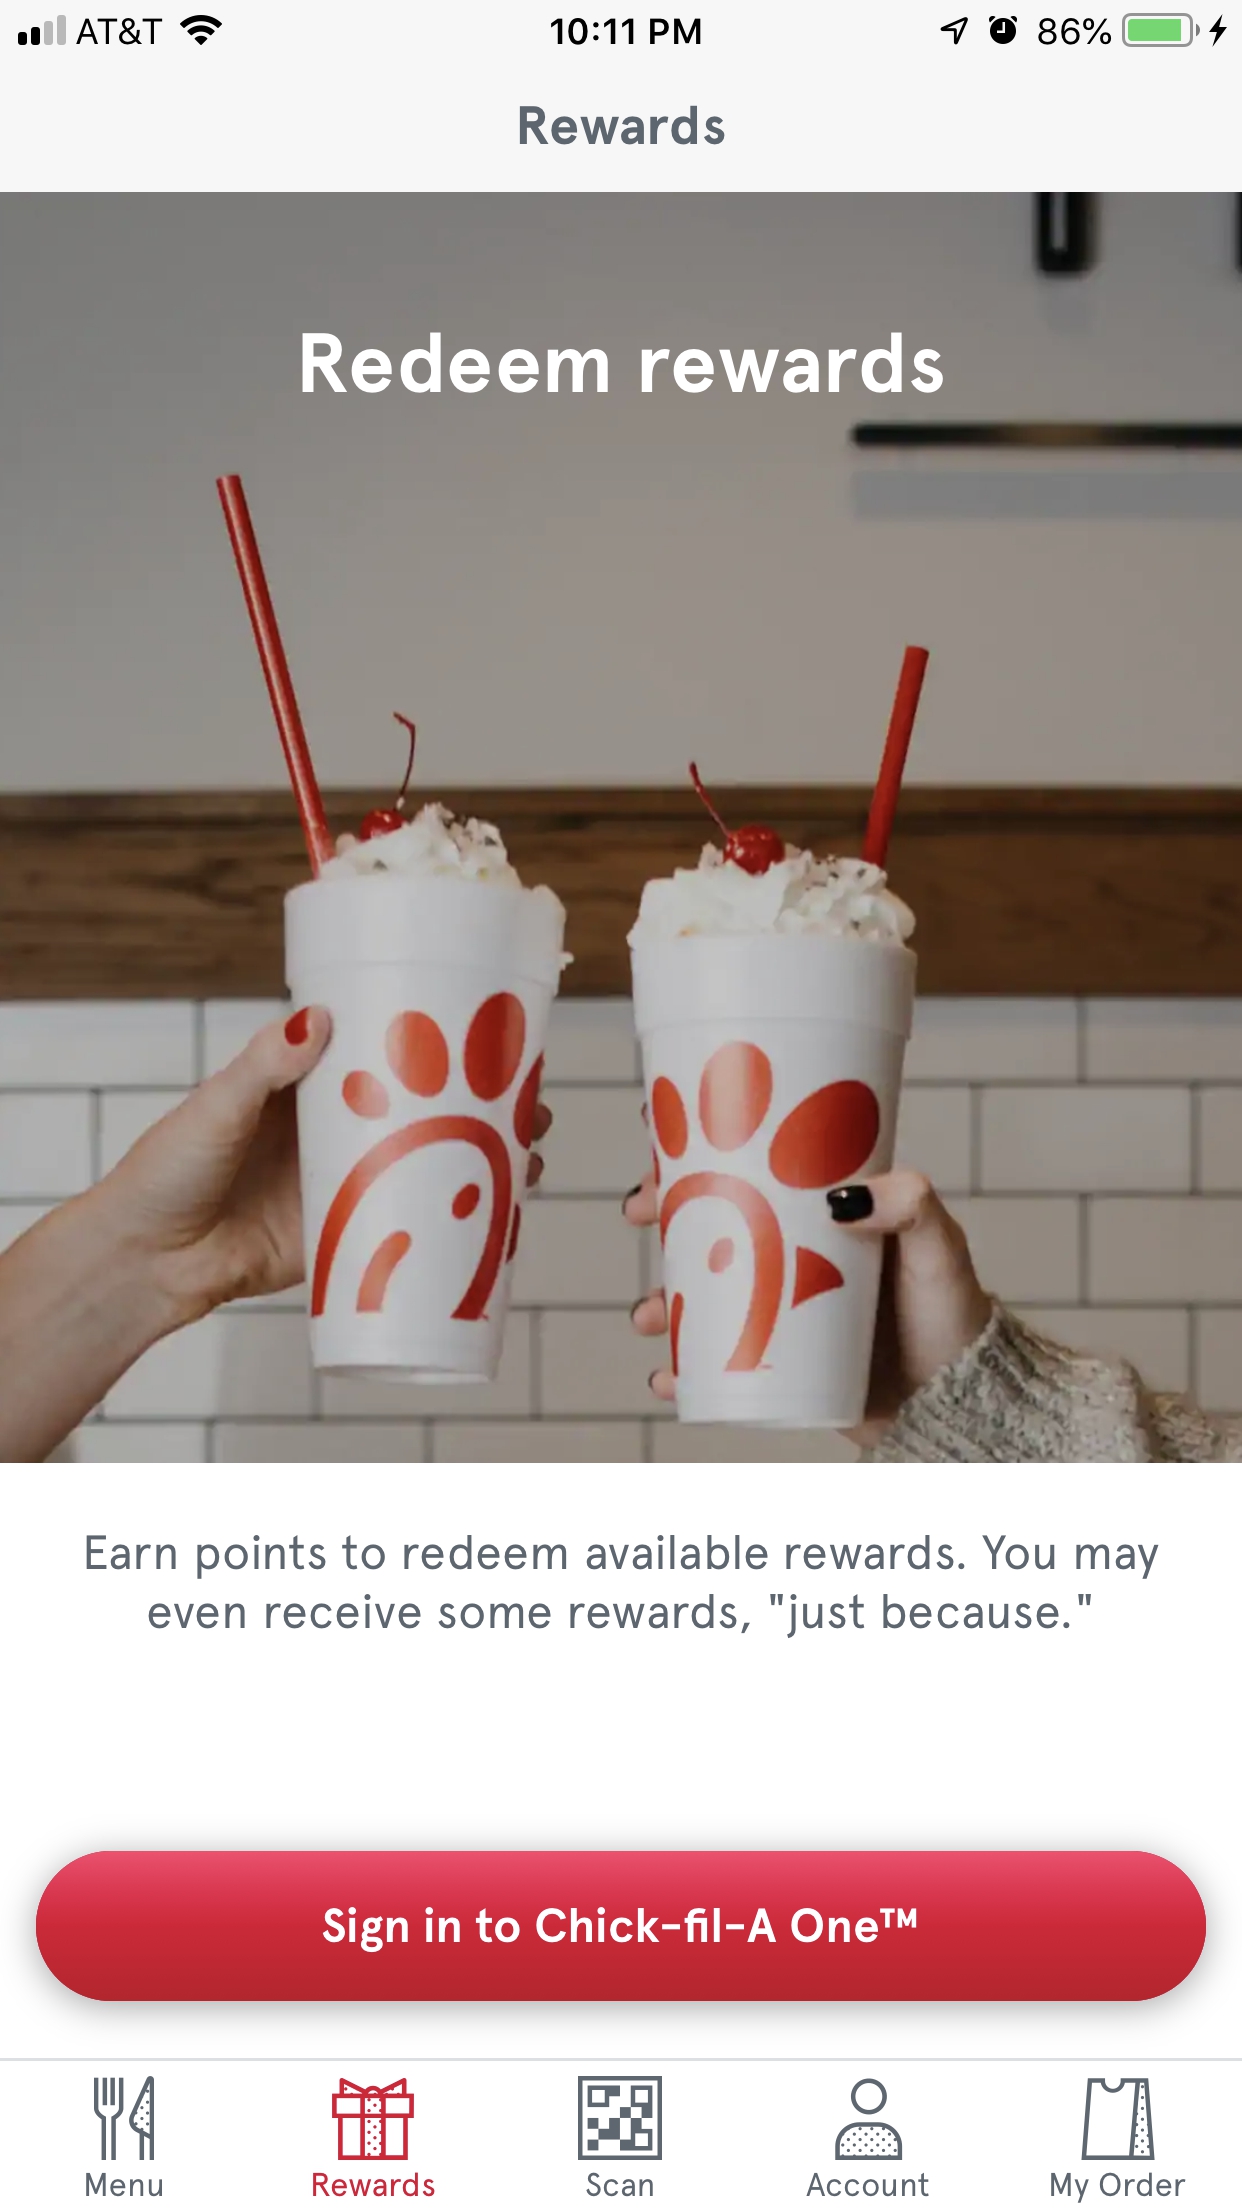 AT&T 10:11 PM 86%
Rewards
Redeem rewards
Earn points to redeem available rewards. You may
even receive some rewards, "just because."
Sign in to Chick-fil-A One™
Menu Rewards Scan Account My Order